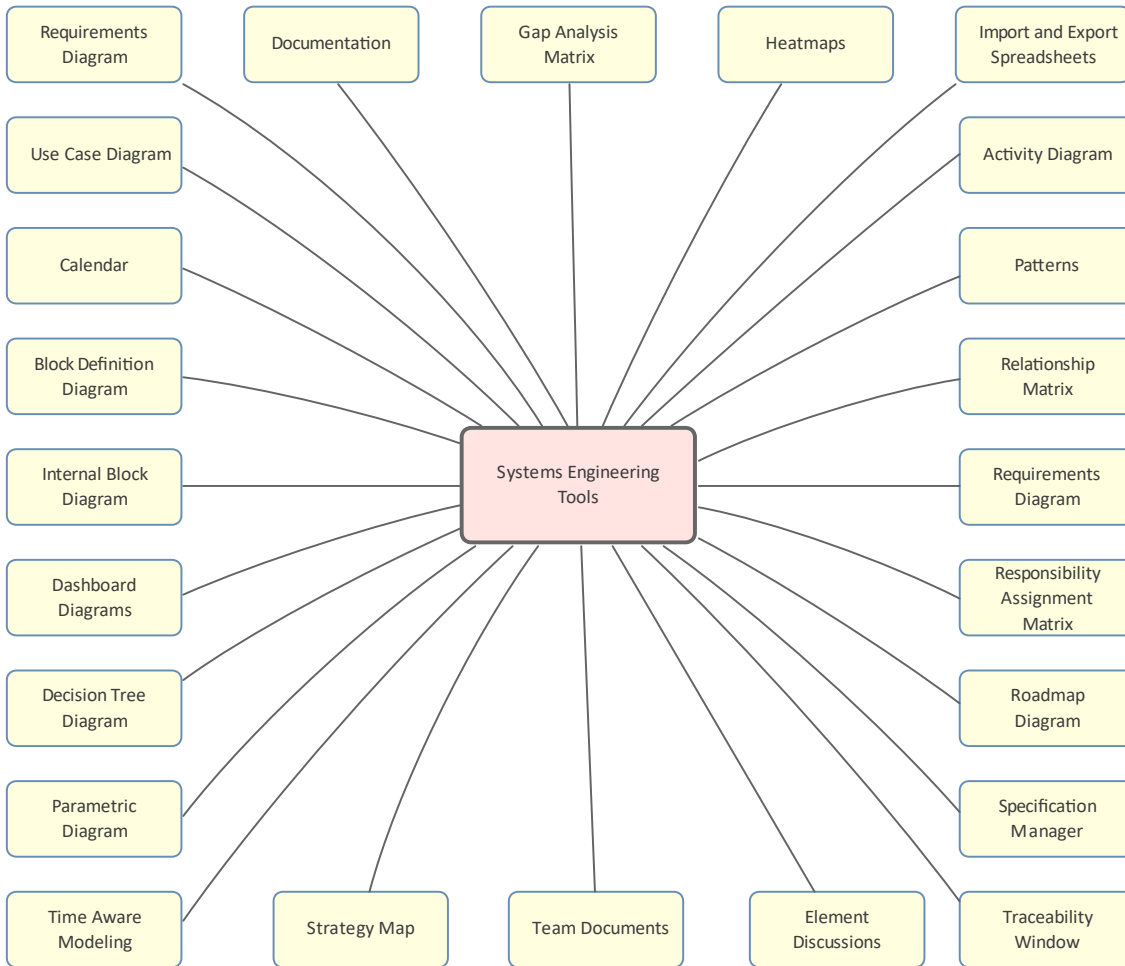 Requirements
Diagram
Documentation
Gap Analysis
Matrix
Heatmaps
Import and Export
Spreadsheets
Use Case Diagram
Activity Diagram
Calendar
Patterns
Block Definition
Diagram
Relationship
Matrix
Internal Block
Diagram
Systems Engineering
Tools
Requirements
Diagram
Dashboard
Diagrams
Responsibility
Assignment
Matrix
Decision Tree
Diagram
Roadmap
Diagram
Parametric
Diagram
Specification
Manager
Time Aware
Modeling
Strategy Map
Team Documents
Element
Discussions
Traceability
Window